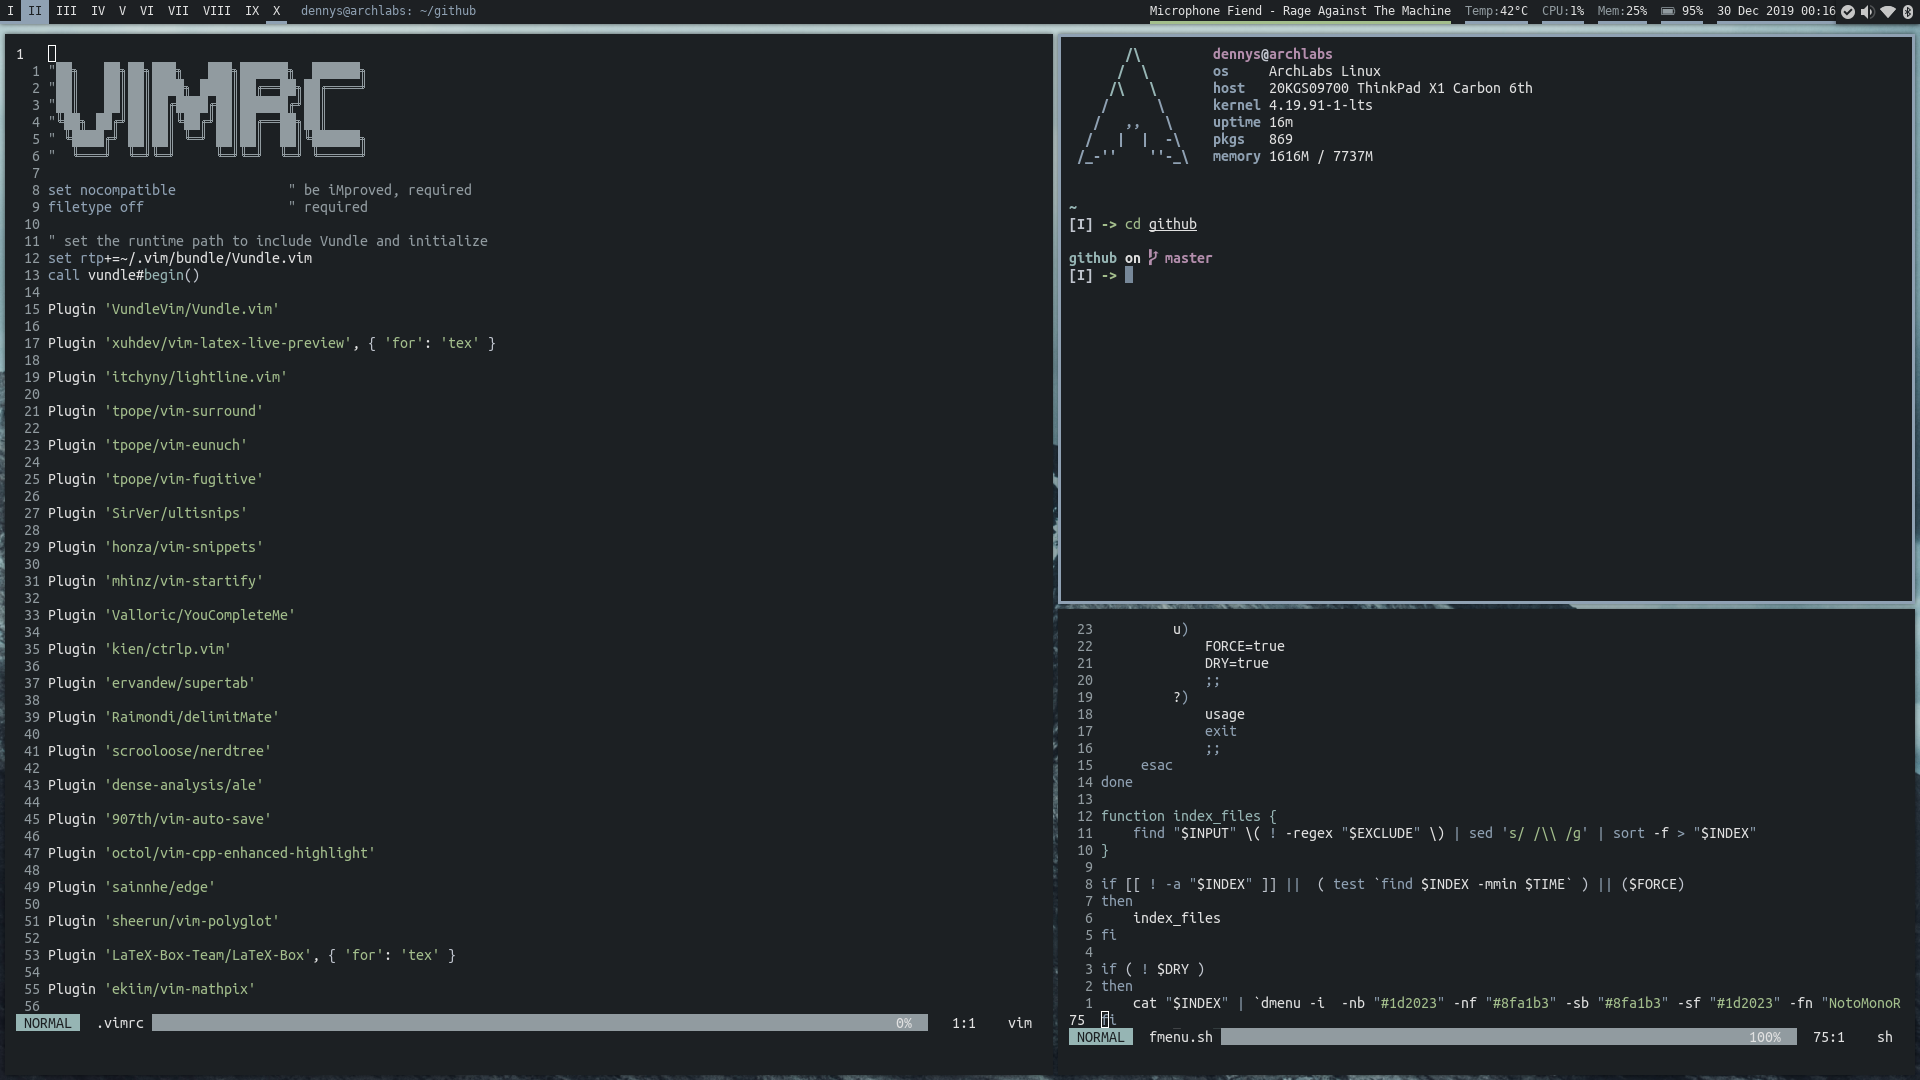 I II III IV V VI VII VIII IX X dennys@archlabs: ~/github
Microphone Fiend - Rage Against The Machine Temp:42°C CPU:1% Mem:25% 95% 30 Dec 2019 00:16
1
1 " VIMRC
2 "
3 "
4 "
5 "
6 "
7
8 set nocompatible " be iMproved, required
9 filetype off " required
10
11 " set the runtime path to include Vundle and initialize
12 set rtp+=~/.vim/bundle/Vundle.vim
13 call vundle#begin()
14
15 Plugin 'VundleVim/Vundle.vim'
16
17 Plugin 'xuhdev/vim-latex-live-preview', { 'for': 'tex' }
18
19 Plugin 'itchyny/lightline.vim'
20
21 Plugin 'tpope/vim-surround'
22
23 Plugin 'tpope/vim-eunuch'
24
25 Plugin 'tpope/vim-fugitive'
26
27 Plugin 'SirVer/ultisnips'
28
29 Plugin 'honza/vim-snippets'
30
31 Plugin 'mhinz/vim-startify'
32
33 Plugin 'Valloric/YouCompleteMe'
34
35 Plugin 'kien/ctrlp.vim'
36
37 Plugin 'ervandew/supertab'
38
39 Plugin 'Raimondi/delimitMate'
40
41 Plugin 'scrooloose/nerdtree'
42
43 Plugin 'dense-analysis/ale'
44
45 Plugin '907th/vim-auto-save'
46
47 Plugin 'octol/vim-cpp-enhanced-highlight'
48
49 Plugin 'sainnhe/edge'
50
51 Plugin 'sheerun/vim-polyglot'
52
53 Plugin 'LaTeX-Box-Team/LaTeX-Box', { 'for': 'tex' }
54
55 Plugin 'ekiim/vim-mathpix'
56
NORMAL .vimrc 0% 1:1 vim
dennys@archlabs
os ArchLabs Linux
host 20KGS09700 ThinkPad X1 Carbon 6th
kernel 4.19.91-1-lts
uptime 16m
pkgs 869
memory 1616M / 7737M
~
[I] -> cd github
github on master
[I] ->
23 u)
22 FORCE=true
21 DRY=true
20 ;;
19 ?)
18 usage
17 exit
16 ;;
15 esac
14 done
13
12 function index_files {
11 find "$INPUT" \( ! -regex "$EXCLUDE" \) | sed 's/ /\\ /g' | sort -f > "$INDEX"
10 }
9
8 if [[ ! -a "$INDEX" ]] || ( test `find $INDEX -mmin $TIME` ) || ($FORCE)
7 then
6 index_files
5 fi
4
3 if ( ! $DRY )
2 then
1 cat "$INDEX" | `dmenu -i -nb "#1d2023" -nf "#8fa1b3" -sb "#8fa1b3" -sf "#1d2023" -fn "NotoMonoR
75 fi
NORMAL fmenu.sh 100% 75:1 sh